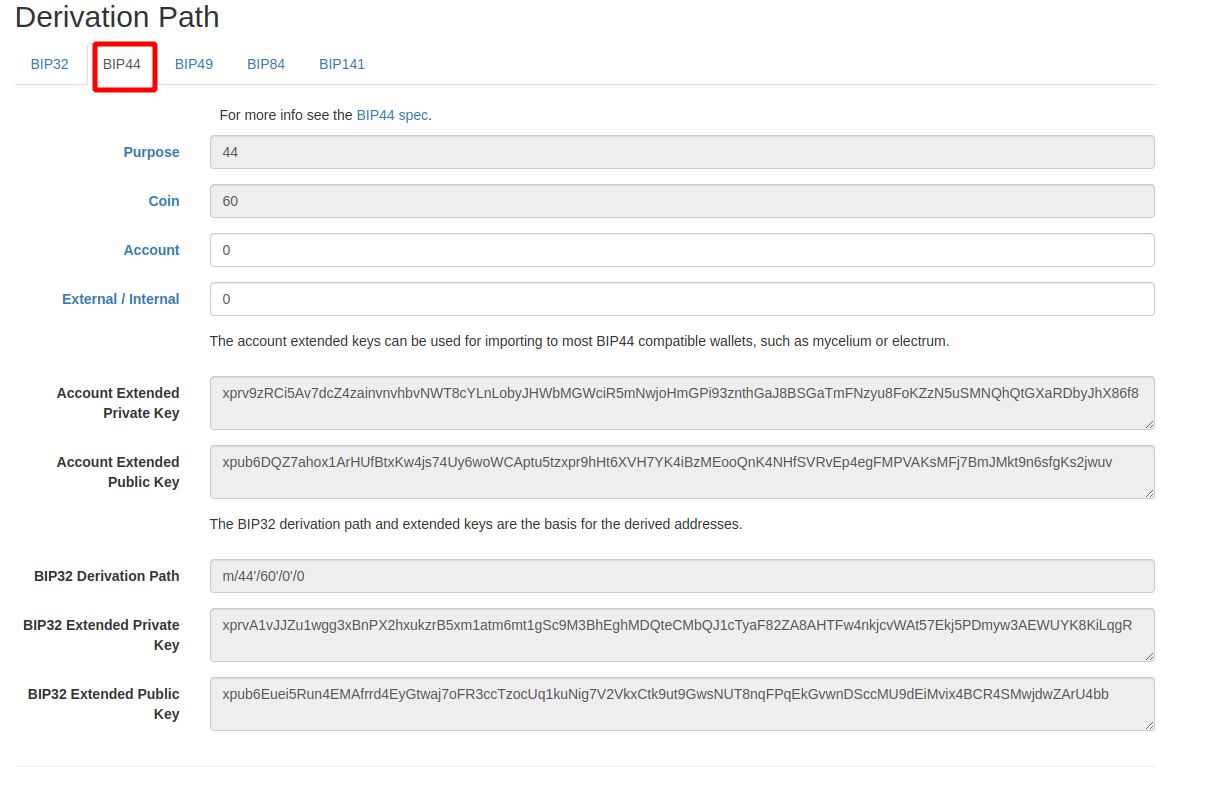 Derivation Path
BIP32 BIP44 BIP49 BIP84 BIP141
For more info see the BIP44 spec.
Purpose 44
Coin 60
Account 0
External / Internal 0
The account extended keys can be used for importing to most BIP44 compatible wallets, such as mycelium or electrum.
Account Extended Private Key
xprv9zRCi5Av7dcZ4zainvnvhbvNWT8cYLnLobyJHWbMGWciR5mNwjoHmGPi93znthGaJ8BSGaTmFNzyu8FoKZzN5uSMNQhQtGXaRDbyJhX86f8
Account Extended Public Key
xpub6DQZ7ahox1ArHUfBtxKw4js74Uy6woWCAptu5tzxpr9hHt6XVH7YK4iBzMEooQnK4NHfSVRvEp4egFMPVAKsMFj7BmJMkt9n6sfgKs2jwuv
The BIP32 derivation path and extended keys are the basis for the derived addresses.
BIP32 Derivation Path m/44'/60'/0'/0
BIP32 Extended Private Key
xprvA1vJJZu1wgg3xBnPX2hxukzrB5xm1atm6mt1gSc9M3BhEghMDQteCMbQJ1cTyaF82ZA8AHTFw4nkjcvWAt57Ekj5PDmyw3AEWUYK8KiLqgR
BIP32 Extended Public Key
xpub6Euei5Run4EMAfrrd4EyGtwaj7oFR3ccTzocUq1kuNig7V2VkxCtk9ut9GwsNUT8nqFPqEkGvwnDSccMU9dEiMvix4BCR4SMwjdwZArU4bb